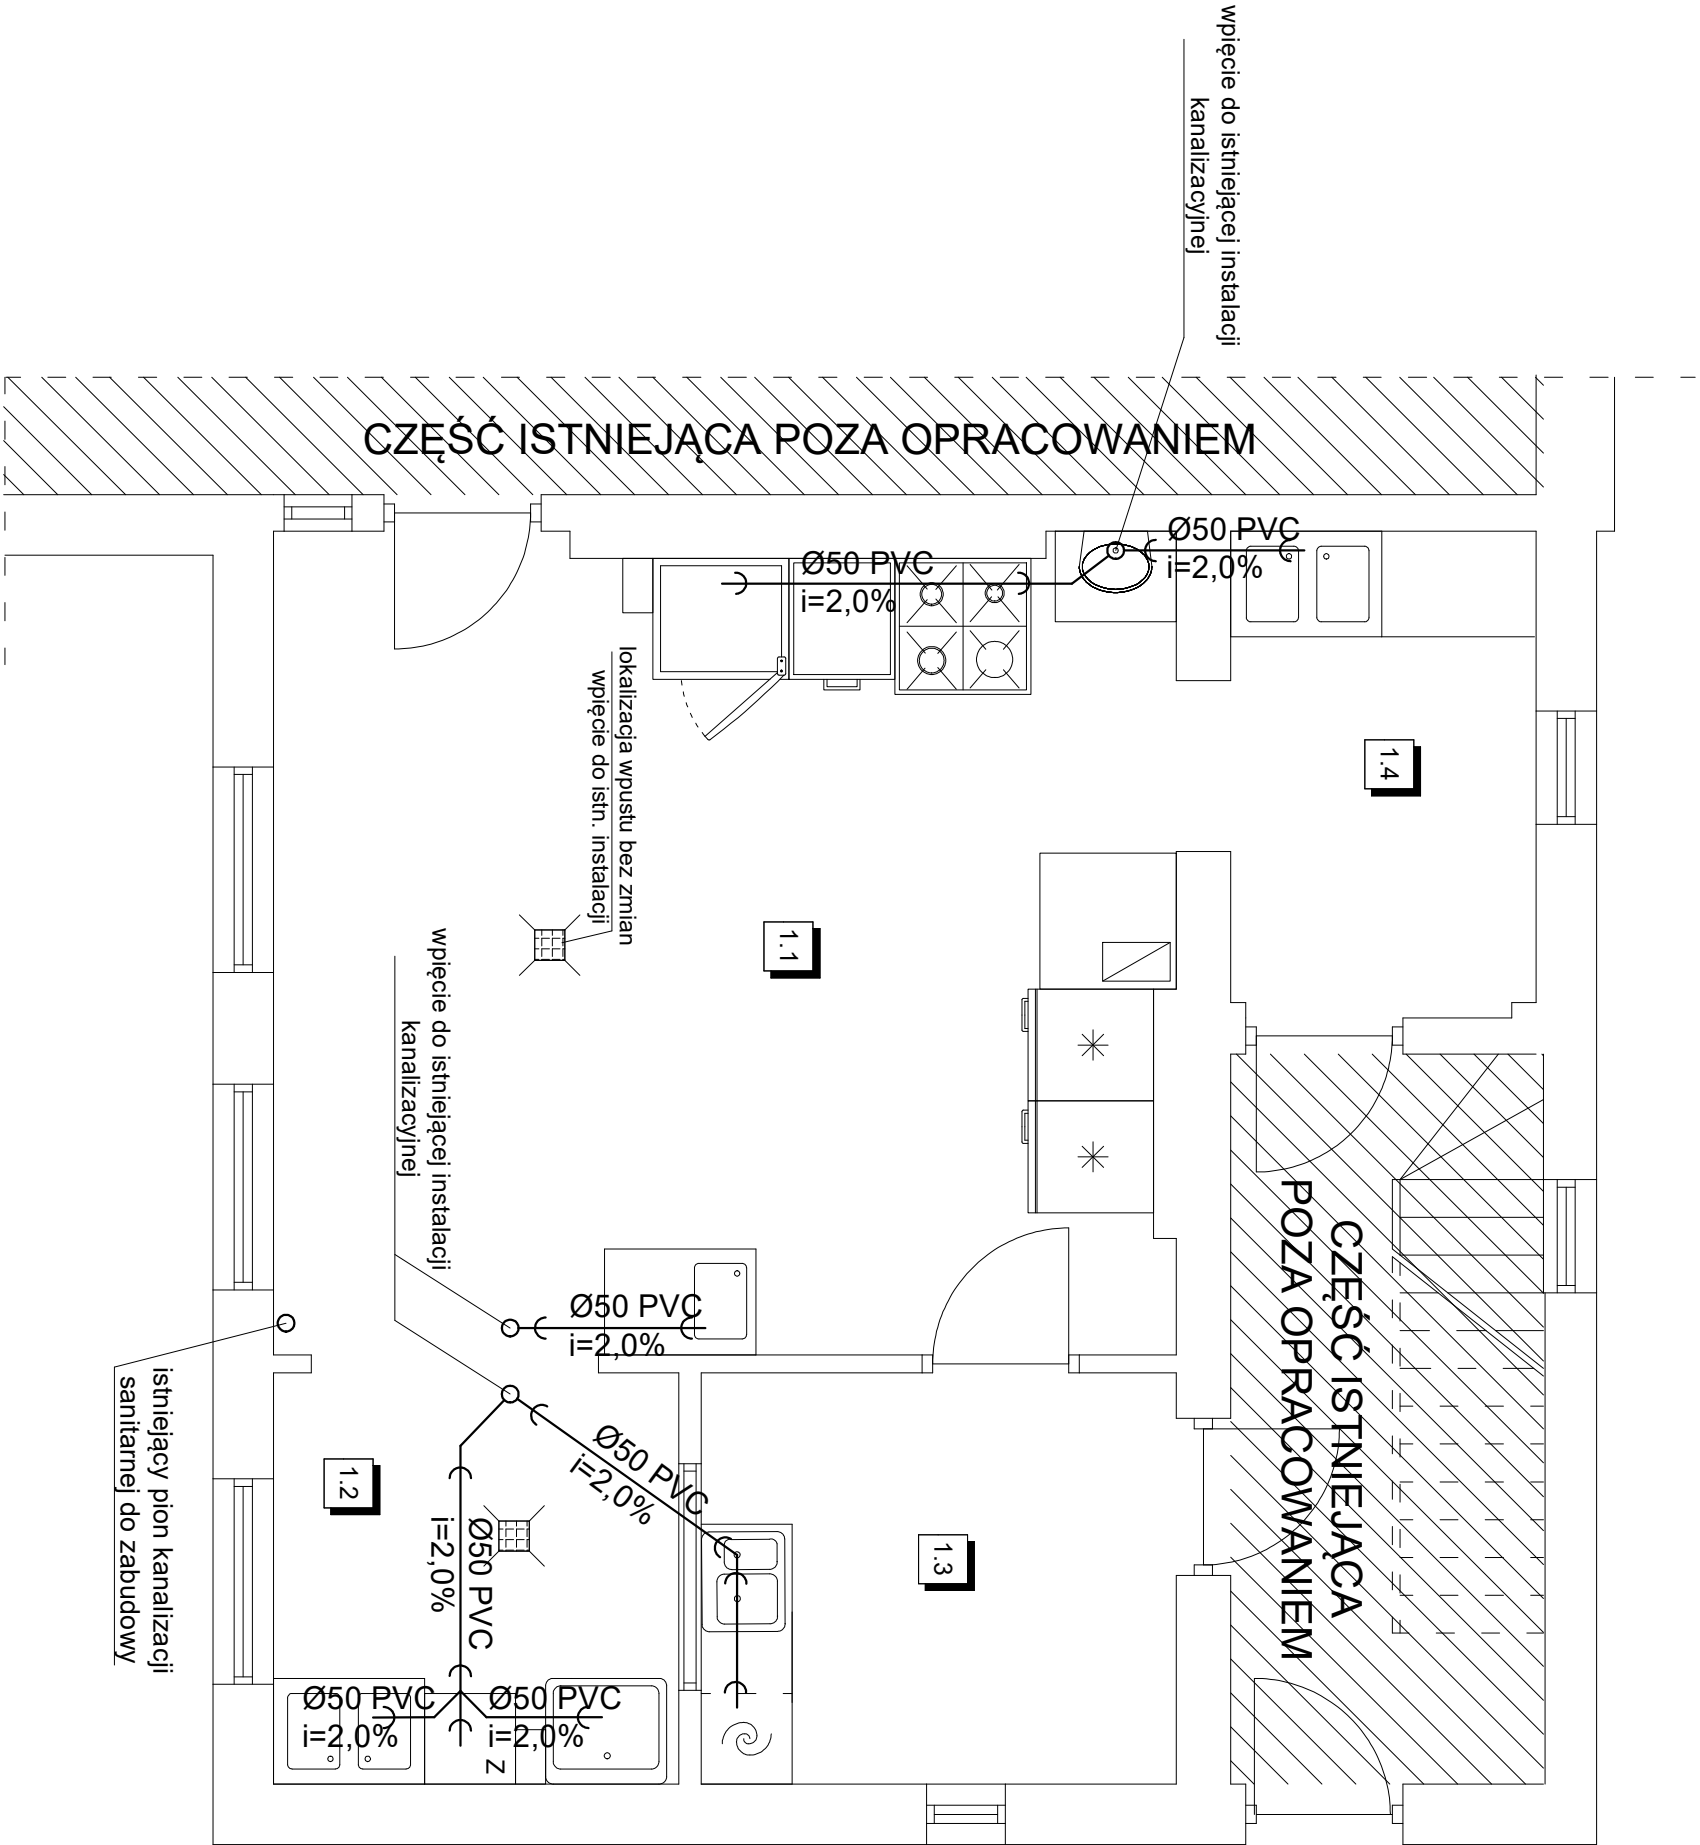 wpięcie do istniejącej instalacji
kanalizacyjnej
CZĘŚĆ ISTNIEJĄCA POZA OPRACOWANIEM
Ø50 PVC
i=2,0%
Ø50 PVC
i=2,0%
lokalizacja wpustu bez zmian
wpięcie do istn. instalacji
1.4
1.1
wpięcie do istniejącej instalacji
kanalizacyjnej
CZĘŚĆ ISTNIEJĄCA
POZA OPRACOWANIEM
Ø50 PVC
i=2,0%
istniejący pion kanalizacji
sanitarnej do zabudowy
Ø50 PVC
i=2,0%
1.2
Ø50 PVC
i=2,0%
1.3
Ø50 PVC
i=2,0%
Ø50 PVC
i=2,0%
Z